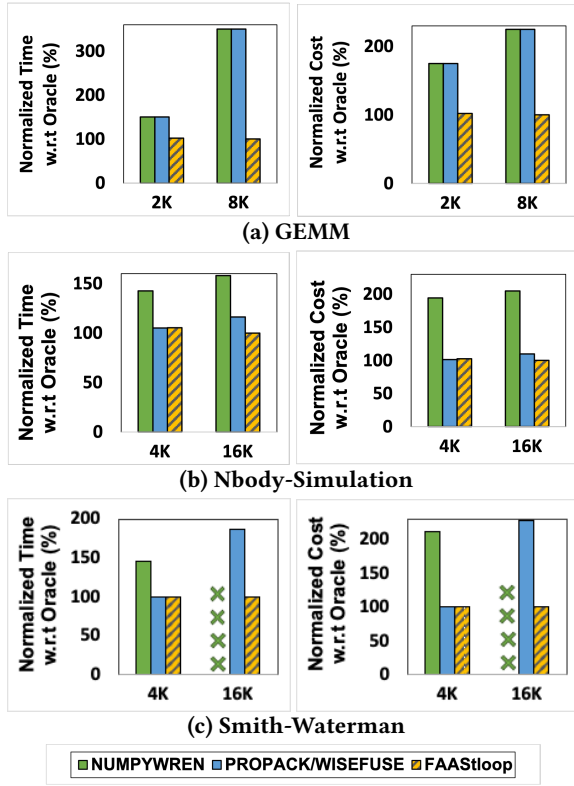 Normalized Time
w.r.t Oracle (%)
300
200
100
0
2K
8K
Normalized Cost
w.r.t Oracle (%)
200
100
0
2K
8K
(a) GEMM
Normalized Time
w.r.t Oracle (%)
150
100
50
0
4K
16K
Normalized Cost
w.r.t Oracle (%)
200
150
100
50
0
4K
16K
(b) Nbody-Simulation
Normalized Time
w.r.t Oracle (%)
200
150
100
50
0
4K
16K
Normalized Cost
w.r.t Oracle (%)
200
150
100
50
0
4K
16K
(c) Smith-Waterman
NUMPYWREN PROPACK/WISEFUSE FAAStloop